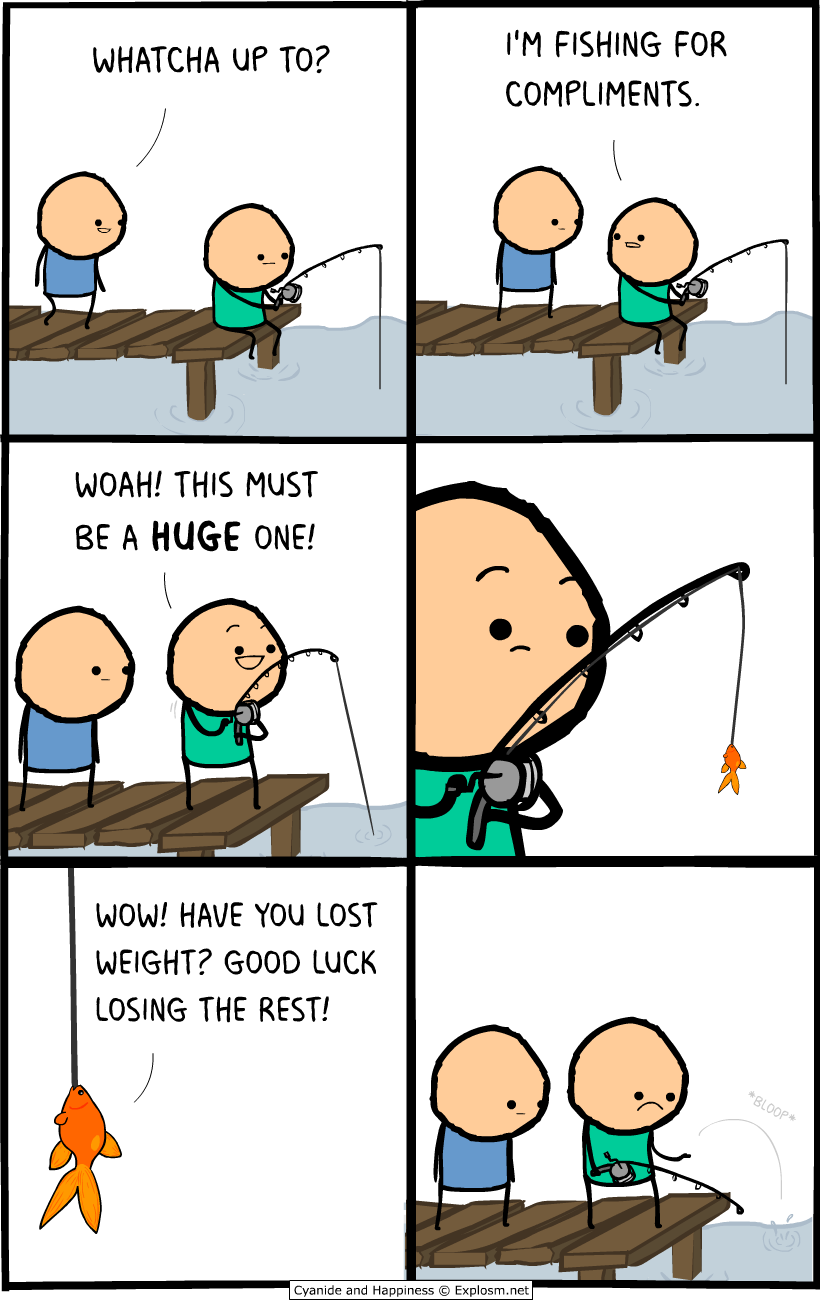 WHATCHA UP TO?
I'M FISHING FOR
COMPLIMENTS.
WOAH! THIS MUST
BE A HUGE ONE!
WOW! HAVE YOU LOST
WEIGHT? GOOD LUCK
LOSING THE REST!
*BLOOP*
Cyanide and Happiness © Explosm.net